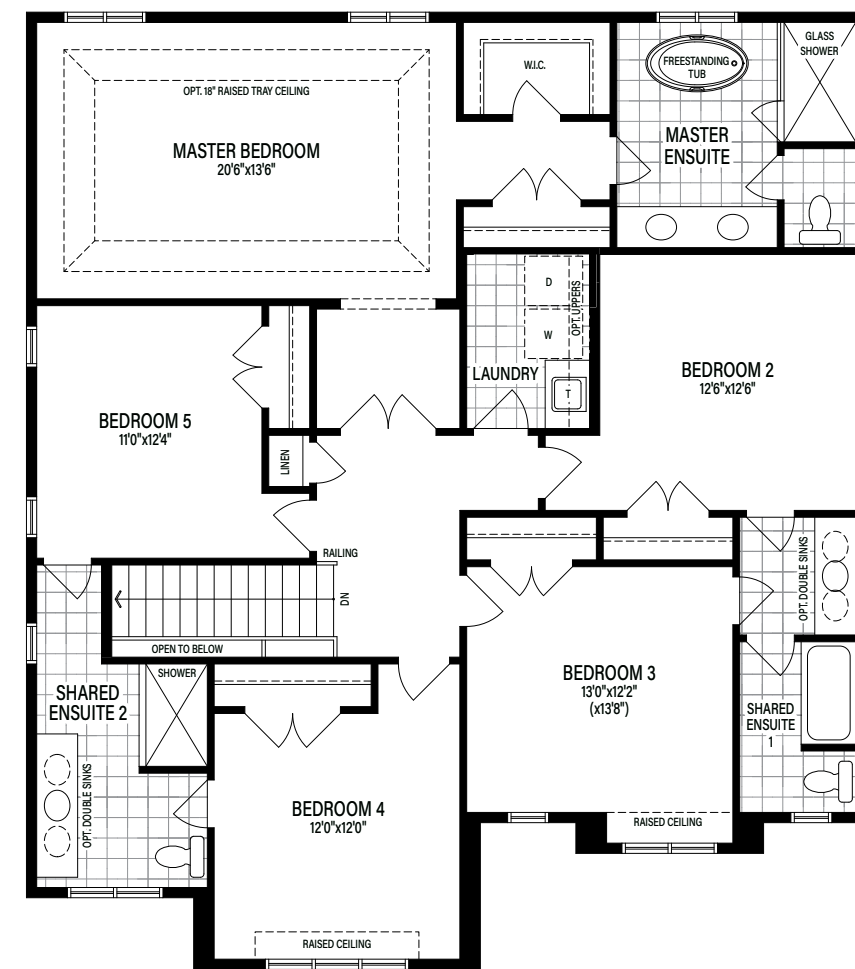 GLASS
SHOWER
FREESTANDING
TUB
W.I.C.
OPT. 18" RAISED TRAY CEILING
MASTER BEDROOM
20'6"x13'6"
MASTER
ENSUITE
D
OPT. UPPERS
W
LAUNDRY
T
BEDROOM 2
12'6"x12'6"
BEDROOM 5
11'0"x12'4"
LINEN
RAILING
DN
OPEN TO BELOW
OPT. DOUBLE SINKS
SHOWER
SHARED
ENSUITE 2
BEDROOM 3
13'0"x12'2"
(x13'8")
SHARED
ENSUITE
1
OPT. DOUBLE SINKS
BEDROOM 4
12'0"x12'0"
RAISED CEILING
RAISED CEILING